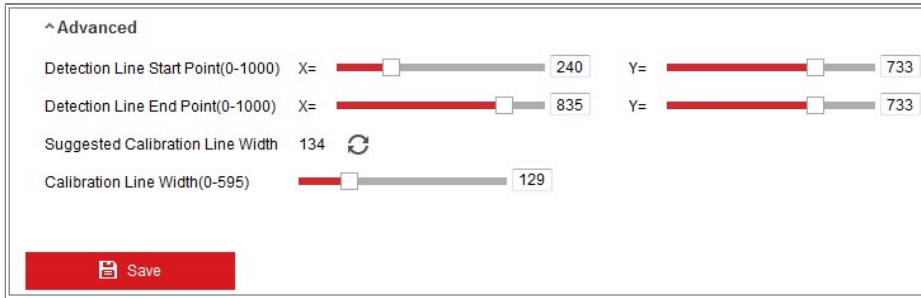 Advanced
Detection Line Start Point(0-1000) X= 240 Y= 733
Detection Line End Point(0-1000) X= 835 Y= 733
Suggested Calibration Line Width 134
Calibration Line Width(0-595) 129
Save